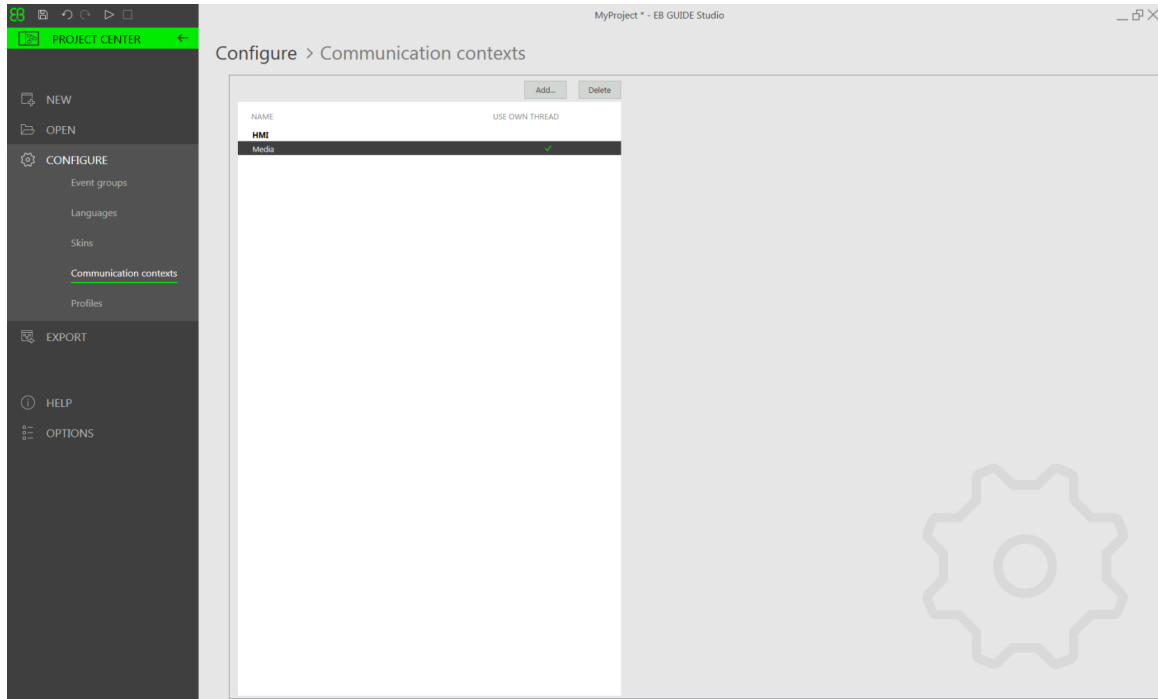 EB
MyProject * - EB GUIDE Studio
PROJECT CENTER
Configure > Communication contexts
NEW
OPEN
CONFIGURE
Event groups
Languages
Skins
Communication contexts
Profiles
EXPORT
HELP
OPTIONS
Add...
Delete
NAME
USE OWN THREAD
HMI
Media